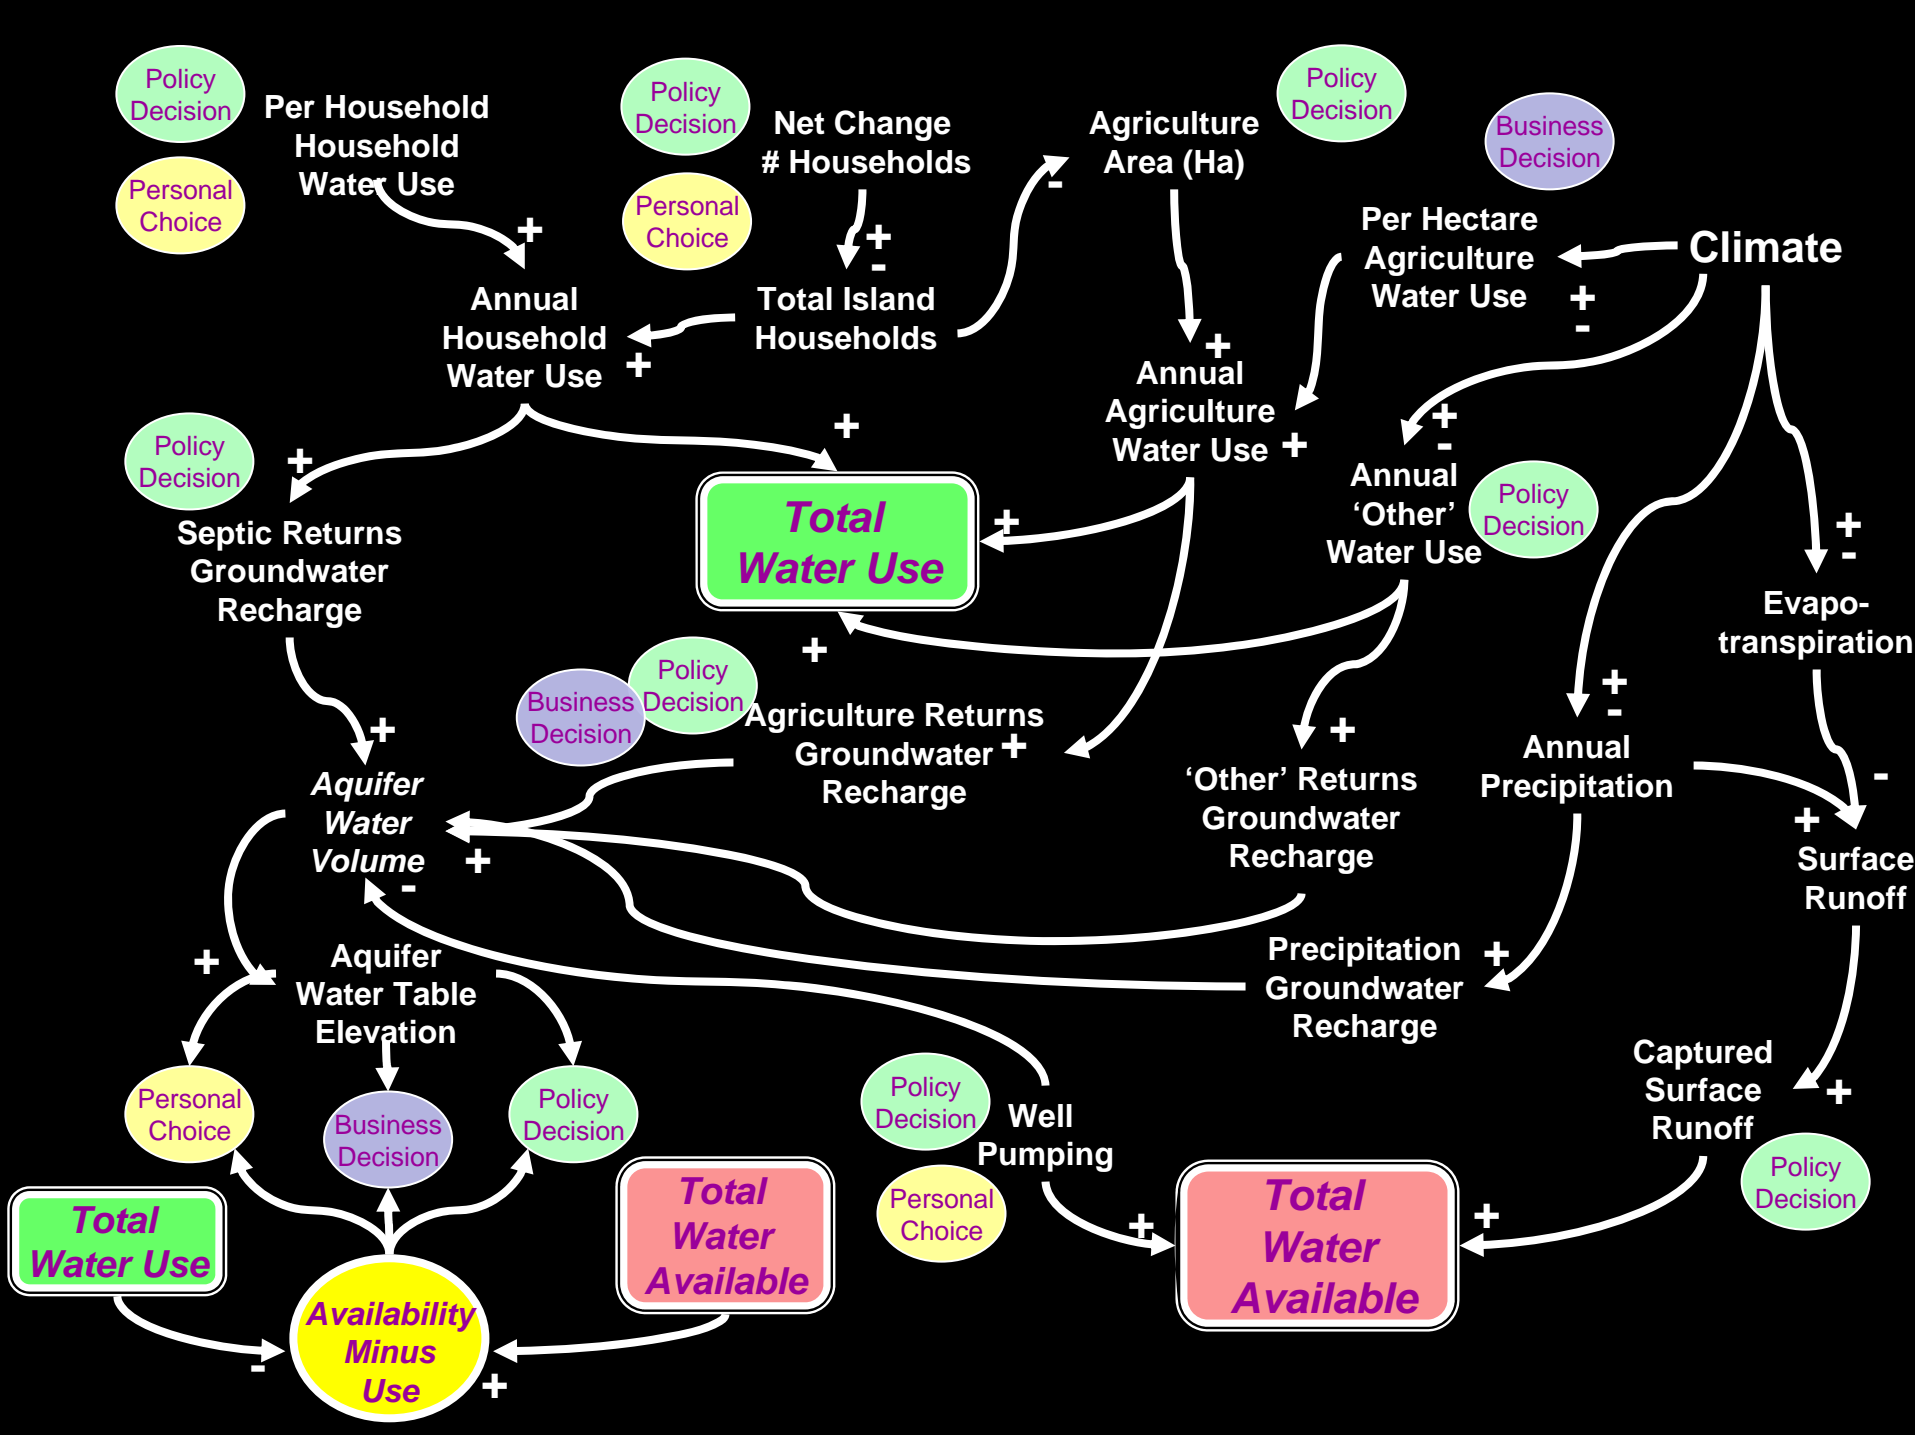 Policy
Decision
Personal
Choice
Per Household
Household
Water Use
+
Policy
Decision
Personal
Choice
Net Change
# Households
+
-
Agriculture
Area (Ha)
-
Policy
Decision
Business
Decision
Per Hectare
Agriculture
Water Use
+
-
Climate
Annual
Household
Water Use
+
Total Island
Households
+
Annual
Agriculture
Water Use
+
+
-
Annual
‘Other’
Water Use
Policy
Decision
Policy
Decision
+
Septic Returns
Groundwater
Recharge
+
Total
Water Use
+
+
+
-
Evapo-
transpiration
Business
Decision
Policy
Decision
Agriculture Returns
Groundwater
Recharge
+
+
‘Other’ Returns
Groundwater
Recharge
+
-
Annual
Precipitation
-
+
Surface
Runoff
+
Aquifer
Water
Volume
+
-
+
Aquifer
Water Table
Elevation
Precipitation
Groundwater
Recharge
+
Captured
Surface
Runoff
+
Policy
Decision
Personal
Choice
Business
Decision
Policy
Decision
Policy
Decision
Personal
Choice
Well
Pumping
+
Total
Water
Available
+
Total
Water Use
Total
Water
Available
-
Availability
Minus
Use
+